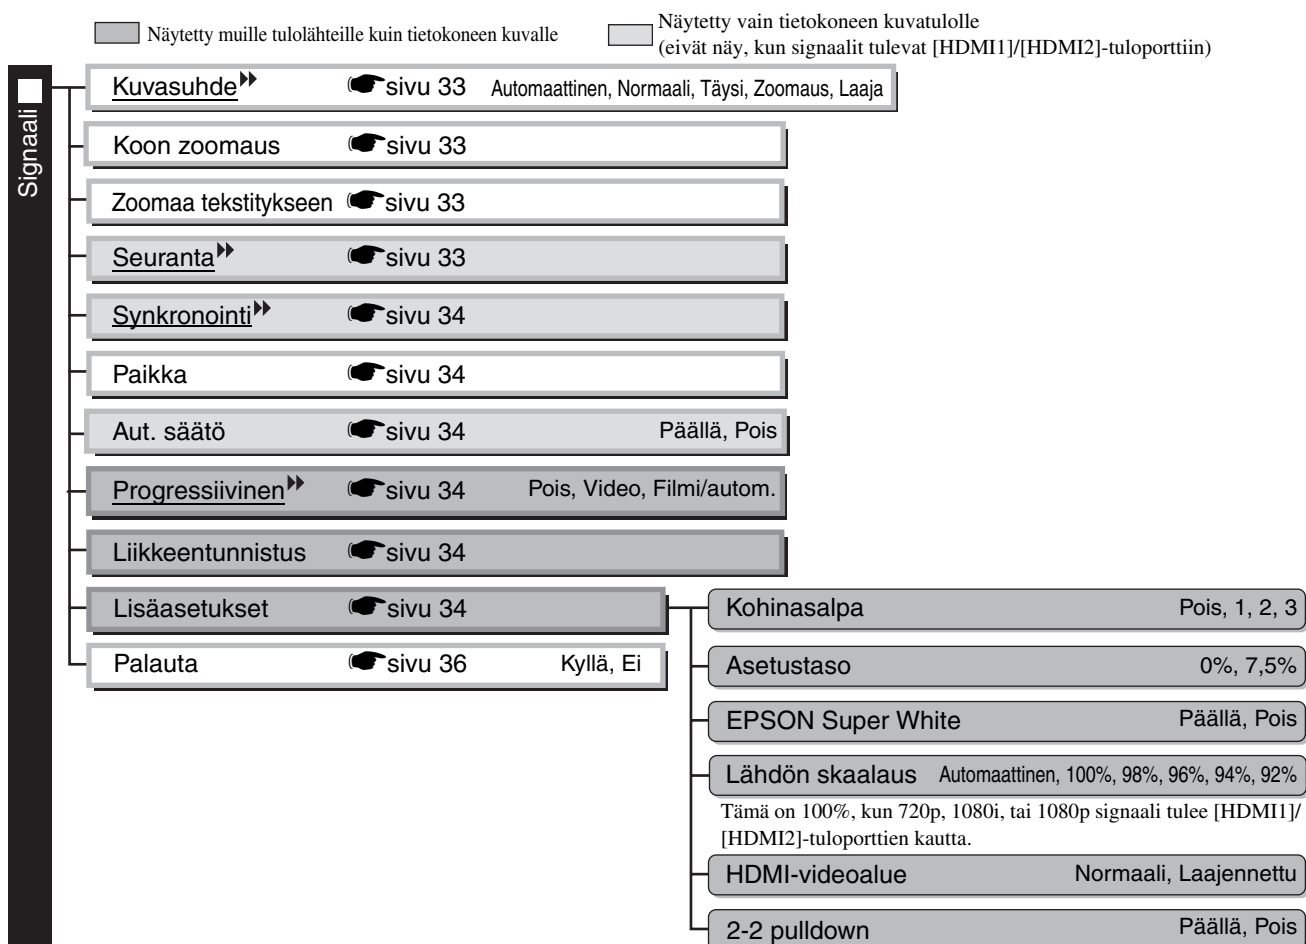 Näytetty muille tulolähteille kuin tietokoneen kuvalle
Näytetty vain tietokoneen kuvatulolle
(eivät näy, kun signaalit tulevat [HDMI1]/[HDMI2]-tuloporttiin)
Signaali
Kuvasuhde sivu 33 Automaattinen, Normaali, Täysi, Zoomaus, Laaja
Koon zoomaus sivu 33
Zoomaa tekstitykseen sivu 33
Seuranta sivu 33
Synkronointi sivu 34
Paikka sivu 34
Aut. säätö sivu 34 Päällä, Pois
Progressiivinen sivu 34 Pois, Video, Filmi/autom.
Liikkeentunnistus sivu 34
Lisäasetukset sivu 34
Palauta sivu 36 Kyllä, Ei
Kohinasalpa Pois, 1, 2, 3
Asetustaso 0%, 7,5%
EPSON Super White Päällä, Pois
Lähdön skaalaus Automaattinen, 100%, 98%, 96%, 94%, 92%
Tämä on 100%, kun 720p, 1080i, tai 1080p signaali tulee [HDMI1]/
[HDMI2]-tuloporttien kautta.
HDMI-videoalue Normaali, Laajennettu
2-2 pulldown Päällä, Pois